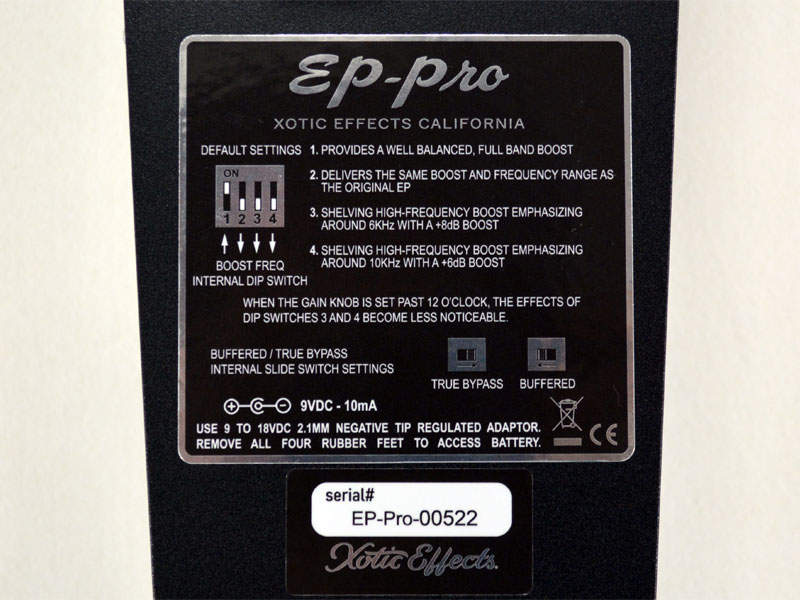 EP-Pro
XOTIC EFFECTS CALIFORNIA
DEFAULT SETTINGS
ON
1 2 3 4
BOOST FREQ
INTERNAL DIP SWITCH
1. PROVIDES A WELL BALANCED, FULL BAND BOOST
2. DELIVERS THE SAME BOOST AND FREQUENCY RANGE AS
THE ORIGINAL EP
3. SHELVING HIGH-FREQUENCY BOOST EMPHASIZING
AROUND 6KHz WITH A +8dB BOOST
4. SHELVING HIGH-FREQUENCY BOOST EMPHASIZING
AROUND 10KHz WITH A +6dB BOOST
WHEN THE GAIN KNOB IS SET PAST 12 O'CLOCK, THE EFFECTS OF
DIP SWITCHES 3 AND 4 BECOME LESS NOTICEABLE.
BUFFERED / TRUE BYPASS
INTERNAL SLIDE SWITCH SETTINGS
TRUE BYPASS BUFFERED
9VDC - 10mA
USE 9 TO 18VDC 2.1MM NEGATIVE TIP REGULATED ADAPTOR.
REMOVE ALL FOUR RUBBER FEET TO ACCESS BATTERY.
CE
serial#
EP-Pro-00522
Xotic Effects